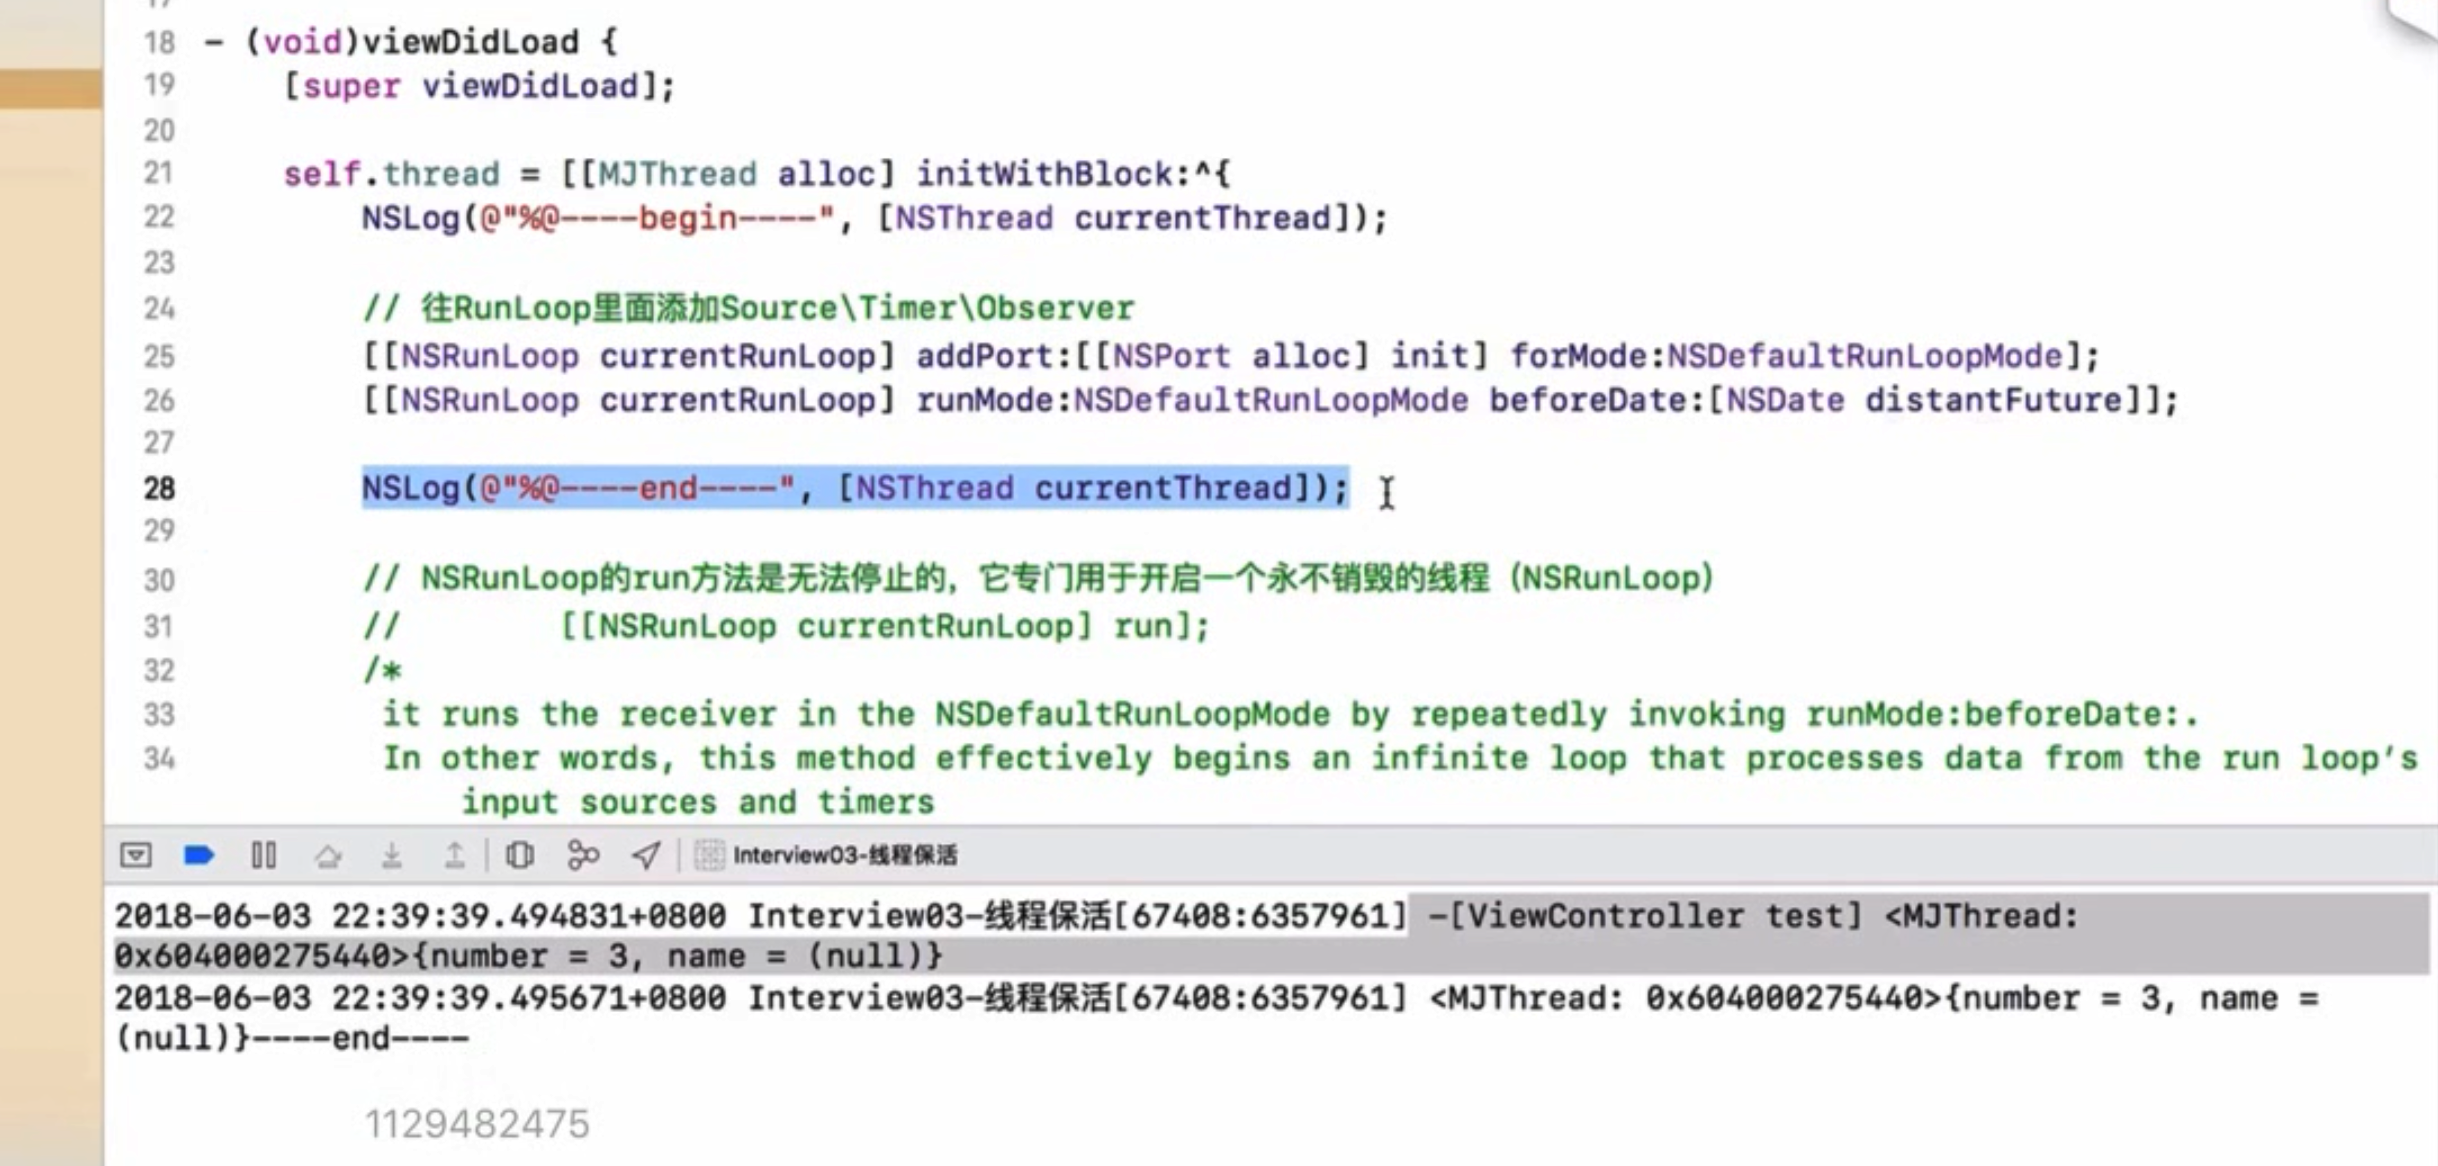 18 - (void)viewDidLoad {
19 [super viewDidLoad];
20
21 self.thread = [[MJThread alloc] initWithBlock:^{
22 NSLog(@"%@----begin----", [NSThread currentThread]);
23
24 // 往RunLoop里面添加Source\Timer\Observer
25 [[NSRunLoop currentRunLoop] addPort:[[NSPort alloc] init] forMode:NSDefaultRunLoopMode];
26 [[NSRunLoop currentRunLoop] runMode:NSDefaultRunLoopMode beforeDate:[NSDate distantFuture]];
27
28 NSLog(@"%@----end----", [NSThread currentThread]);
29
30 // NSRunLoop的run方法是无法停止的，它专门用于开启一个永不销毁的线程（NSRunLoop）
31 // [[NSRunLoop currentRunLoop] run];
32 /*
33 it runs the receiver in the NSDefaultRunLoopMode by repeatedly invoking runMode:beforeDate:.
34 In other words, this method effectively begins an infinite loop that processes data from the run loop’s
input sources and timers
Interview03-线程保活
2018-06-03 22:39:39.494831+0800 Interview03-线程保活[67408:6357961] -[ViewController test] <MJThread:
0x604000275440>{number = 3, name = (null)}
2018-06-03 22:39:39.495671+0800 Interview03-线程保活[67408:6357961] <MJThread: 0x604000275440>{number = 3, name =
(null)}----end----
1129482475